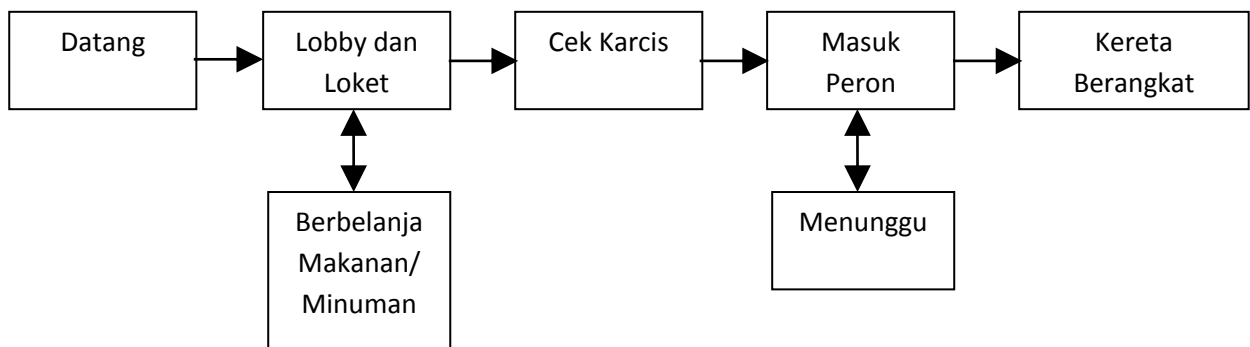 Datang
Lobby dan
Loket
Cek Karcis
Masuk
Peron
Kereta
Berangkat
Berbelanja
Makanan/
Minuman
Menunggu